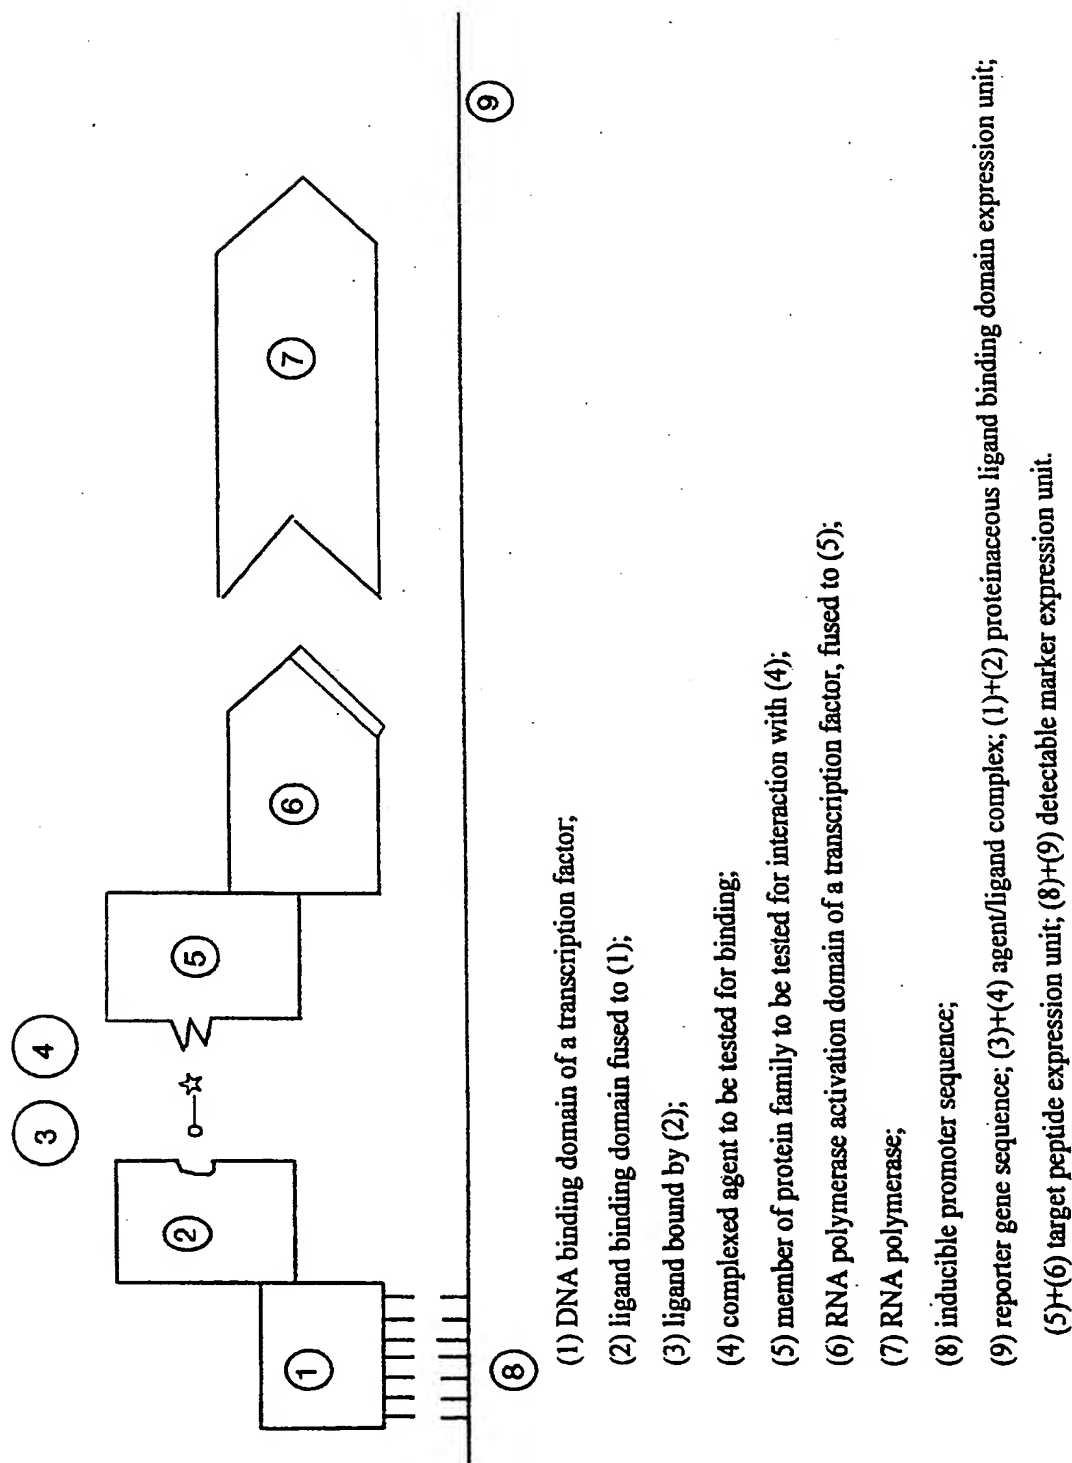 3
4
2
5
1
6
7
8
9
(1) DNA binding domain of a transcription factor;
(2) ligand binding domain fused to (1);
(3) ligand bound by (2);
(4) complexed agent to be tested for binding;
(5) member of protein family to be tested for interaction with (4);
(6) RNA polymerase activation domain of a transcription factor, fused to (5);
(7) RNA polymerase;
(8) inducible promoter sequence;
(9) reporter gene sequence; (3)+(4) agent/ligand complex; (1)+(2) proteinaceous ligand binding domain expression unit;
(5)+(6) target peptide expression unit; (8)+(9) detectable marker expression unit.